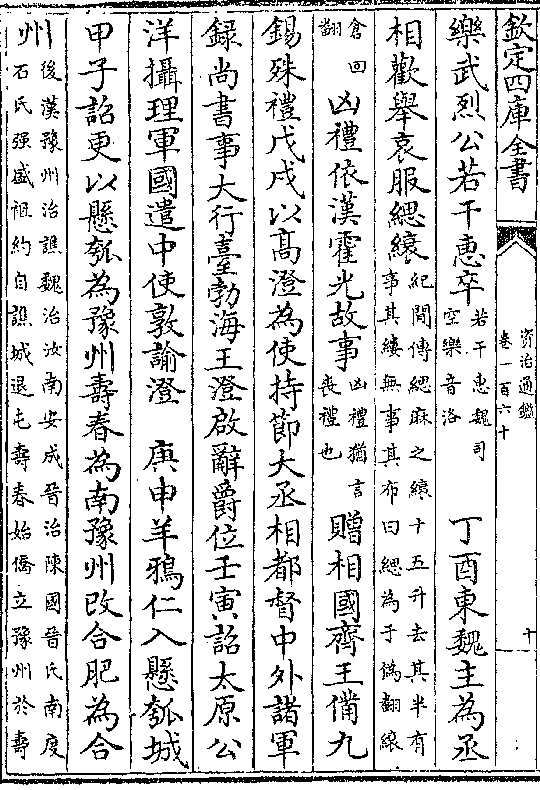 欽定四庫全書
資治通鑑
卷一百六十
十
樂武烈公若干惠卒
若干惠魏司
空樂音洛
丁酉東魏主為丞
相歡舉哀服緦縗
紀閒傳緦麻之縗十五升去其半有
事其縷無事其布曰緦為于偽翻縗
倉回
翻
凶禮依漢霍光故事
凶禮猶言
喪禮也
贈相國齊王備九
錫殊禮戊戌以高澄為使持節大丞相都督中外諸軍
録尚書事大行臺勃海王澄啟辭爵位壬寅詔太原公
洋攝理軍國遣中使敦諭澄 庚申羊鴉仁入懸瓠城
甲子詔更以懸瓠為豫州壽春為南豫州改合肥為合
州
後漢豫州治譙魏治汝南安成晉治陳國晉氏南度
石氏强盛祖約自譙城退屯壽春始僑立豫州於壽